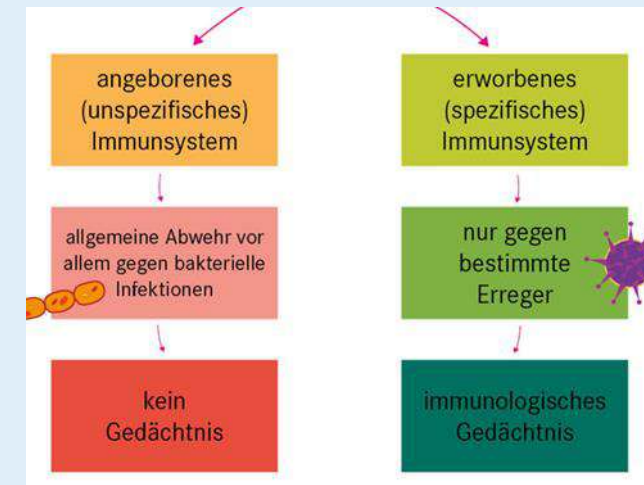 angeborenes
(unspezifisches)
Immunsystem
erworbenes
(spezifisches)
Immunsystem
allgemeine Abwehr vor
allem gegen bakterielle
Infektionen
nur gegen
bestimmte
Erreger
kein
Gedächtnis
immunologisches
Gedächtnis